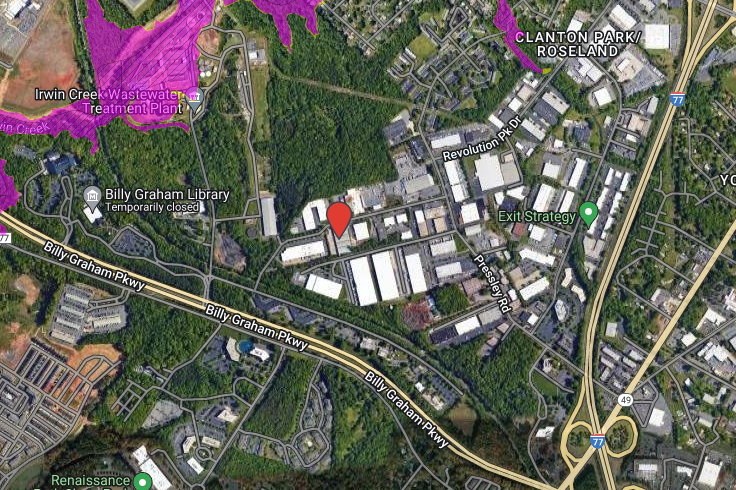 CLANTON PARK/
ROSELAND
77
Irwin Creek Wastewater
Treatment Plant
Creek
Revolution Pk Dr
Billy Graham Library
Temporarily closed
Exit Strategy
77
Billy Graham Pkwy
Pressley Rd
Billy Graham Pkwy
Billy Graham Pkwy
49
77
Renaissance